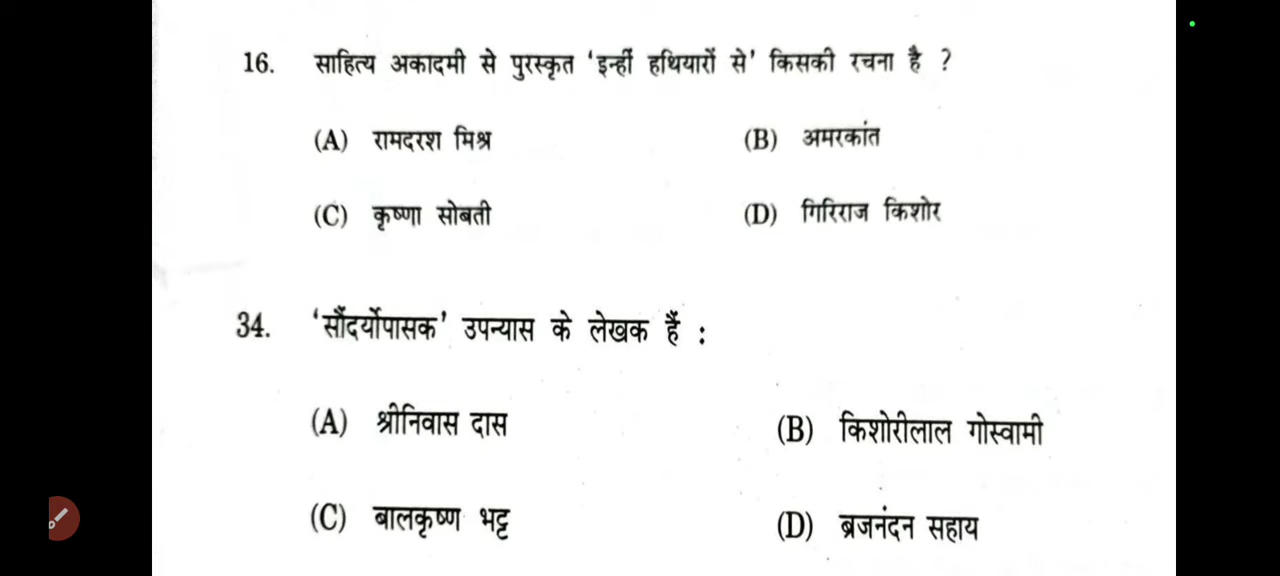 16. साहित्य अकादमी से पुरस्कृत ‘इन्हीं हथियारों से’ किसकी रचना है ?
(A) रामदरश मिश्र (B) अमरकांत
(C) कृष्णा सोबती (D) गिरिराज किशोर
34. ‘सौंदर्योपासक’ उपन्यास के लेखक हैं :
(A) श्रीनिवास दास (B) किशोरीलाल गोस्वामी
(C) बालकृष्ण भट्ट (D) ब्रजनंदन सहाय